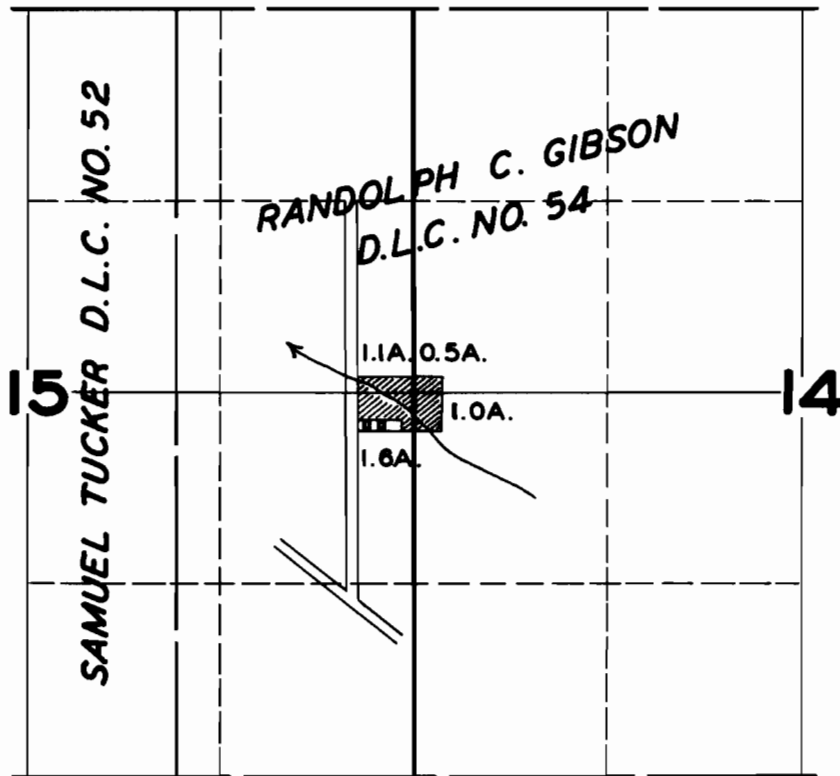 SAMUEL TUCKER D.L.C. NO. 52
RANDOLPH C. GIBSON
D.L.C. NO. 54
1.1A. 0.5A.
15
14
1.0A.
1.6A.